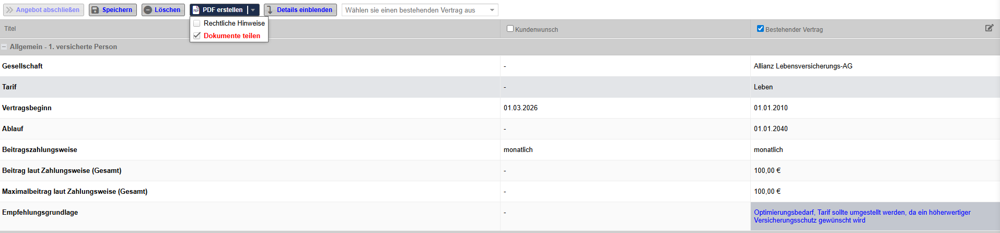 Angebot abschließen Speichern Löschen PDF erstellen Details einblenden Wählen sie einen bestehenden Vertrag aus
Rechtliche Hinweise
Dokumente teilen
Titel Kundenwunsch Bestehender Vertrag
Allgemein - 1. versicherte Person
Gesellschaft - Allianz Lebensversicherungs-AG
Tarif - Leben
Vertragsbeginn 01.03.2026 01.01.2010
Ablauf - 01.01.2040
Beitragszahlungsweise monatlich monatlich
Beitrag laut Zahlungsweise (Gesamt) - 100,00 €
Maximalbeitrag laut Zahlungsweise (Gesamt) - 100,00 €
Empfehlungsgrundlage - Optimierungsbedarf, Tarif sollte umgestellt werden, da ein höherwertiger
Versicherungsschutz gewünscht wird